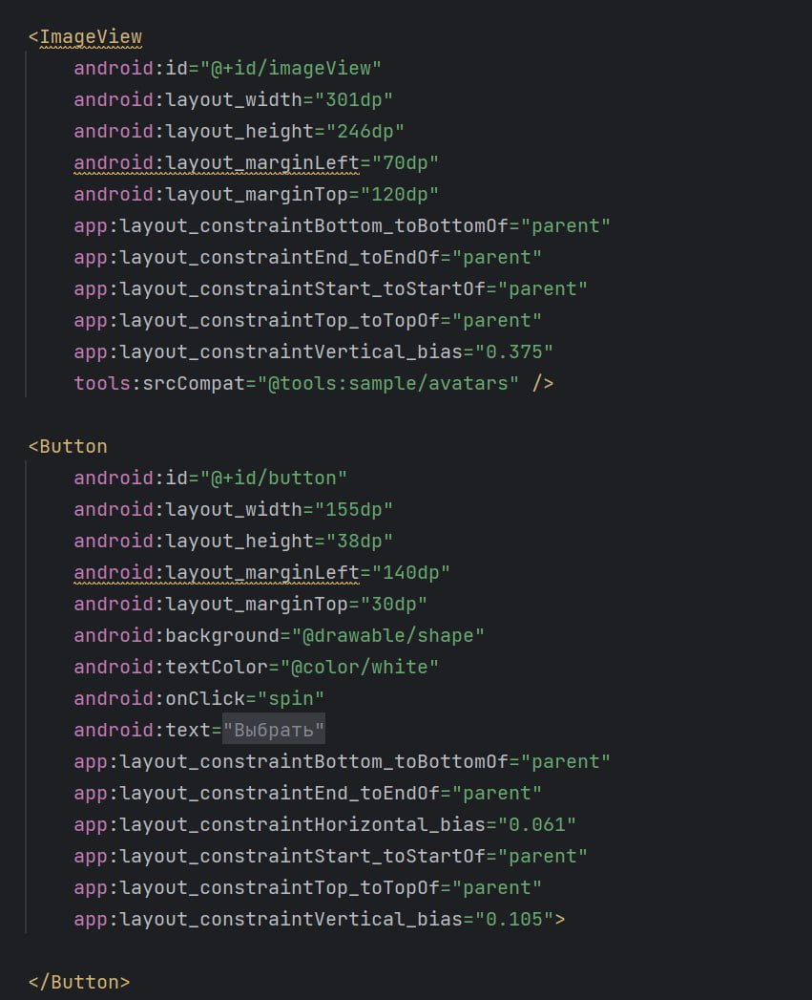 <ImageView
android:id="@+id/imageView"
android:layout_width="301dp"
android:layout_height="246dp"
android:layout_marginLeft="70dp"
android:layout_marginTop="120dp"
app:layout_constraintBottom_toBottomOf="parent"
app:layout_constraintEnd_toEndOf="parent"
app:layout_constraintStart_toStartOf="parent"
app:layout_constraintTop_toTopOf="parent"
app:layout_constraintVertical_bias="0.375"
tools:srcCompat="@tools:sample/avatars" />
<Button
android:id="@+id/button"
android:layout_width="155dp"
android:layout_height="38dp"
android:layout_marginLeft="140dp"
android:layout_marginTop="30dp"
android:background="@drawable/shape"
android:textColor="@color/white"
android:onClick="spin"
android:text="Выбрать"
app:layout_constraintBottom_toBottomOf="parent"
app:layout_constraintEnd_toEndOf="parent"
app:layout_constraintHorizontal_bias="0.061"
app:layout_constraintStart_toStartOf="parent"
app:layout_constraintTop_toTopOf="parent"
app:layout_constraintVertical_bias="0.105">
</Button>